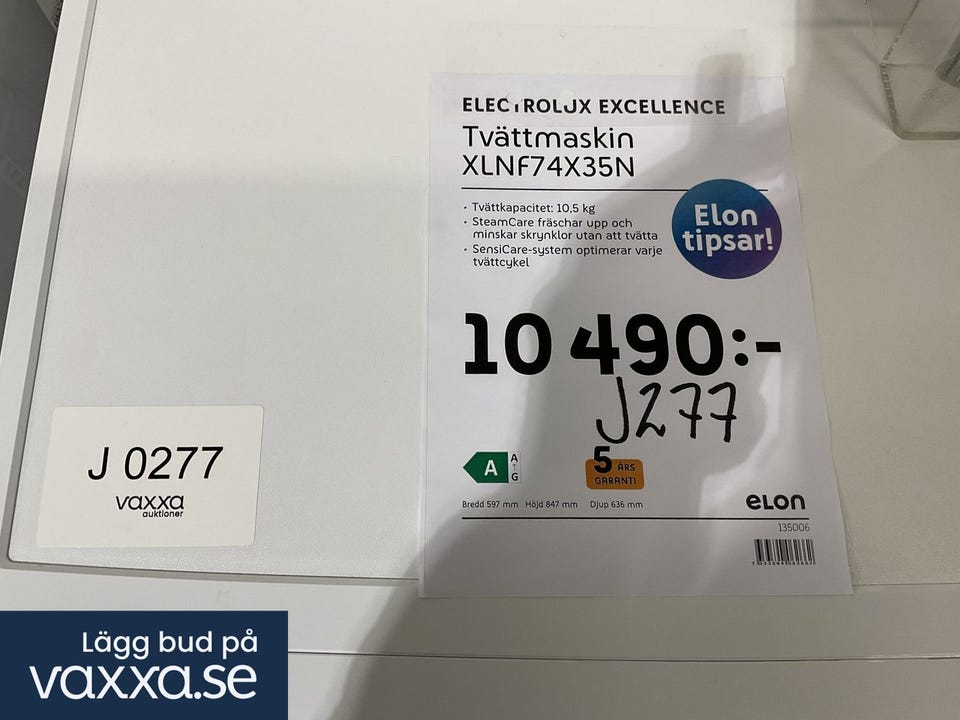 ELECTROLUX EXCELLENCE
Tvättmaskin
XLNF74X35N
• Tvättkapacitet: 10,5 kg
• SteamCare fräschar upp och
minskar skrynklor utan att tvätta
• SensiCare-system optimerar varje
tvättcykel
Elon
tipsar!
10 490:-
J277
A
A
↑
G
5 ÅRS
GARANTI
Bredd 597 mm Höjd 847 mm Djup 636 mm
eLON
135006
J 0277
vaxxa
auktioner
Lägg bud på
vaxxa.se